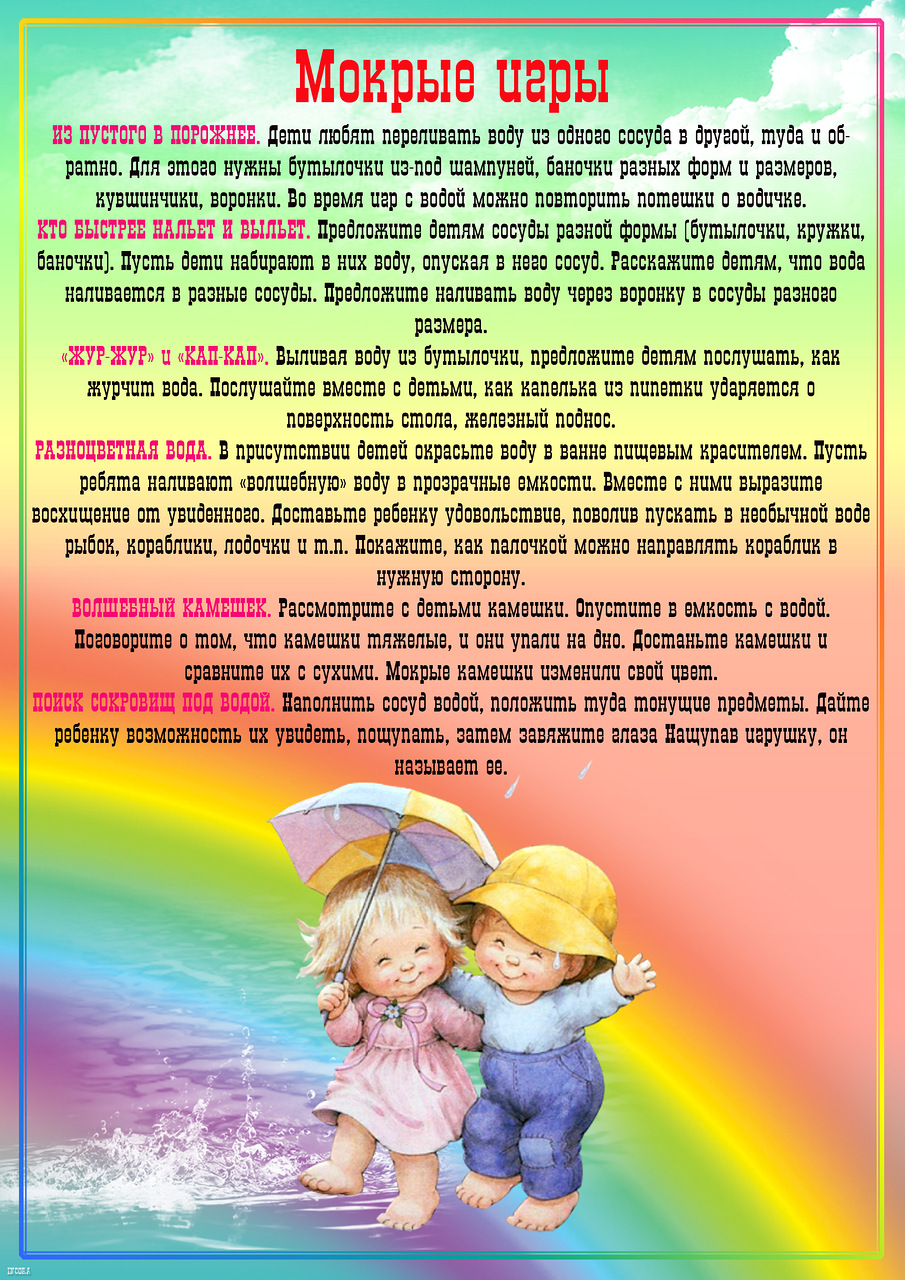 Мокрые игры
ИЗ ПУСТОГО В ПОРОЖНЕЕ. Дети любят переливать воду из одного сосуда в другой, туда и об-
ратно. Для этого нужны бутылочки из-под шампуней, баночки разных форм и размеров,
кувшинчики, воронки. Во время игр с водой можно повторить потешки о водичке.
КТО БЫСТРЕЕ НАЛЬЕТ И ВЫЛЬЕТ. Предложите детям сосуды разной формы (бутылочки, кружки,
баночки). Пусть дети набирают в них воду, опуская в него сосуд. Расскажите детям, что вода
наливается в разные сосуды. Предложите наливать воду через воронку в сосуды разного
размера.
«ЖУР-ЖУР» и «КАП-КАП». Выливая воду из бутылочки, предложите детям послушать, как
журчит вода. Послушайте вместе с детьми, как капелька из пипетки ударяется о
поверхность стола, железный поднос.
РАЗНОЦВЕТНАЯ ВОДА. В присутствии детей окрасьте воду в ванне пищевым красителем. Пусть
ребята наливают «волшебную» воду в прозрачные емкости. Вместе с ними выразите
восхищение от увиденного. Доставьте ребенку удовольствие, поволив пускать в необычной воде
рыбок, кораблики, лодочки и т.п. Покажите, как палочкой можно направлять кораблик в
нужную сторону.
ВОЛШЕБНЫЙ КАМЕШЕК. Рассмотрите с детьми камешки. Опустите в емкость с водой.
Поговорите о том, что камешки тяжелые, и они упали на дно. Достаньте камешки и
сравните их с сухими. Мокрые камешки изменили свой цвет.
ПОИСК СОКРОВИЩ ПОД ВОДОЙ. Наполнить сосуд водой, положить туда тонущие предметы. Дайте
ребенку возможность их увидеть, пощупать, затем завяжите глаза Нащупав игрушку, он
называет ее.